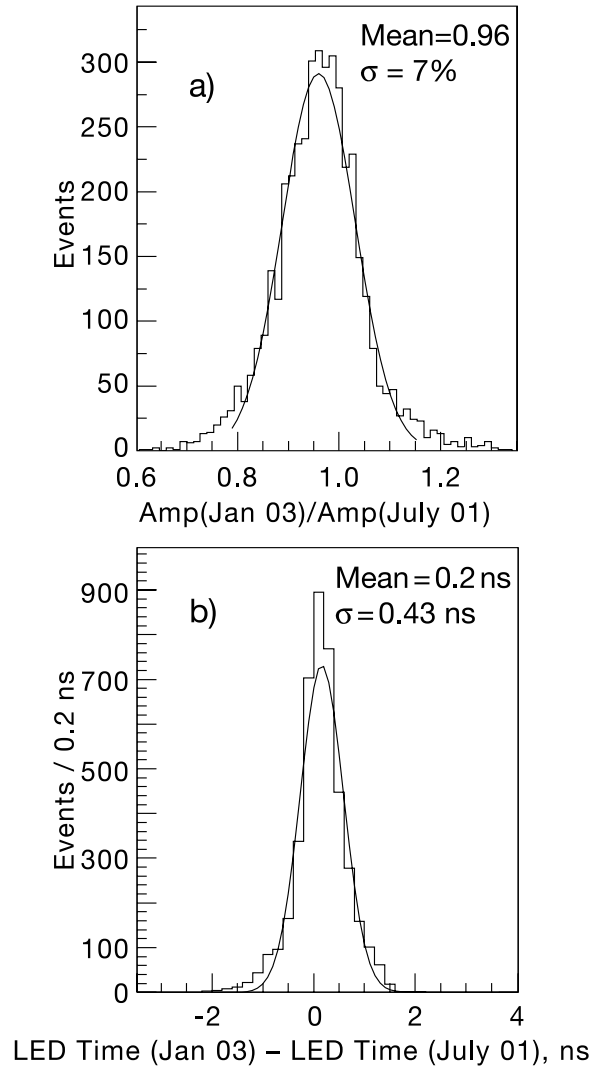 Mean=0.96
σ = 7%
a)
Events
300
250
200
150
100
50
0
0.6 0.8 1.0 1.2
Amp(Jan 03)/Amp(July 01)
Mean=0.2 ns
σ=0.43 ns
b)
Events / 0.2 ns
900
700
500
300
100
0
-2 0 2 4
LED Time (Jan 03) – LED Time (July 01), ns